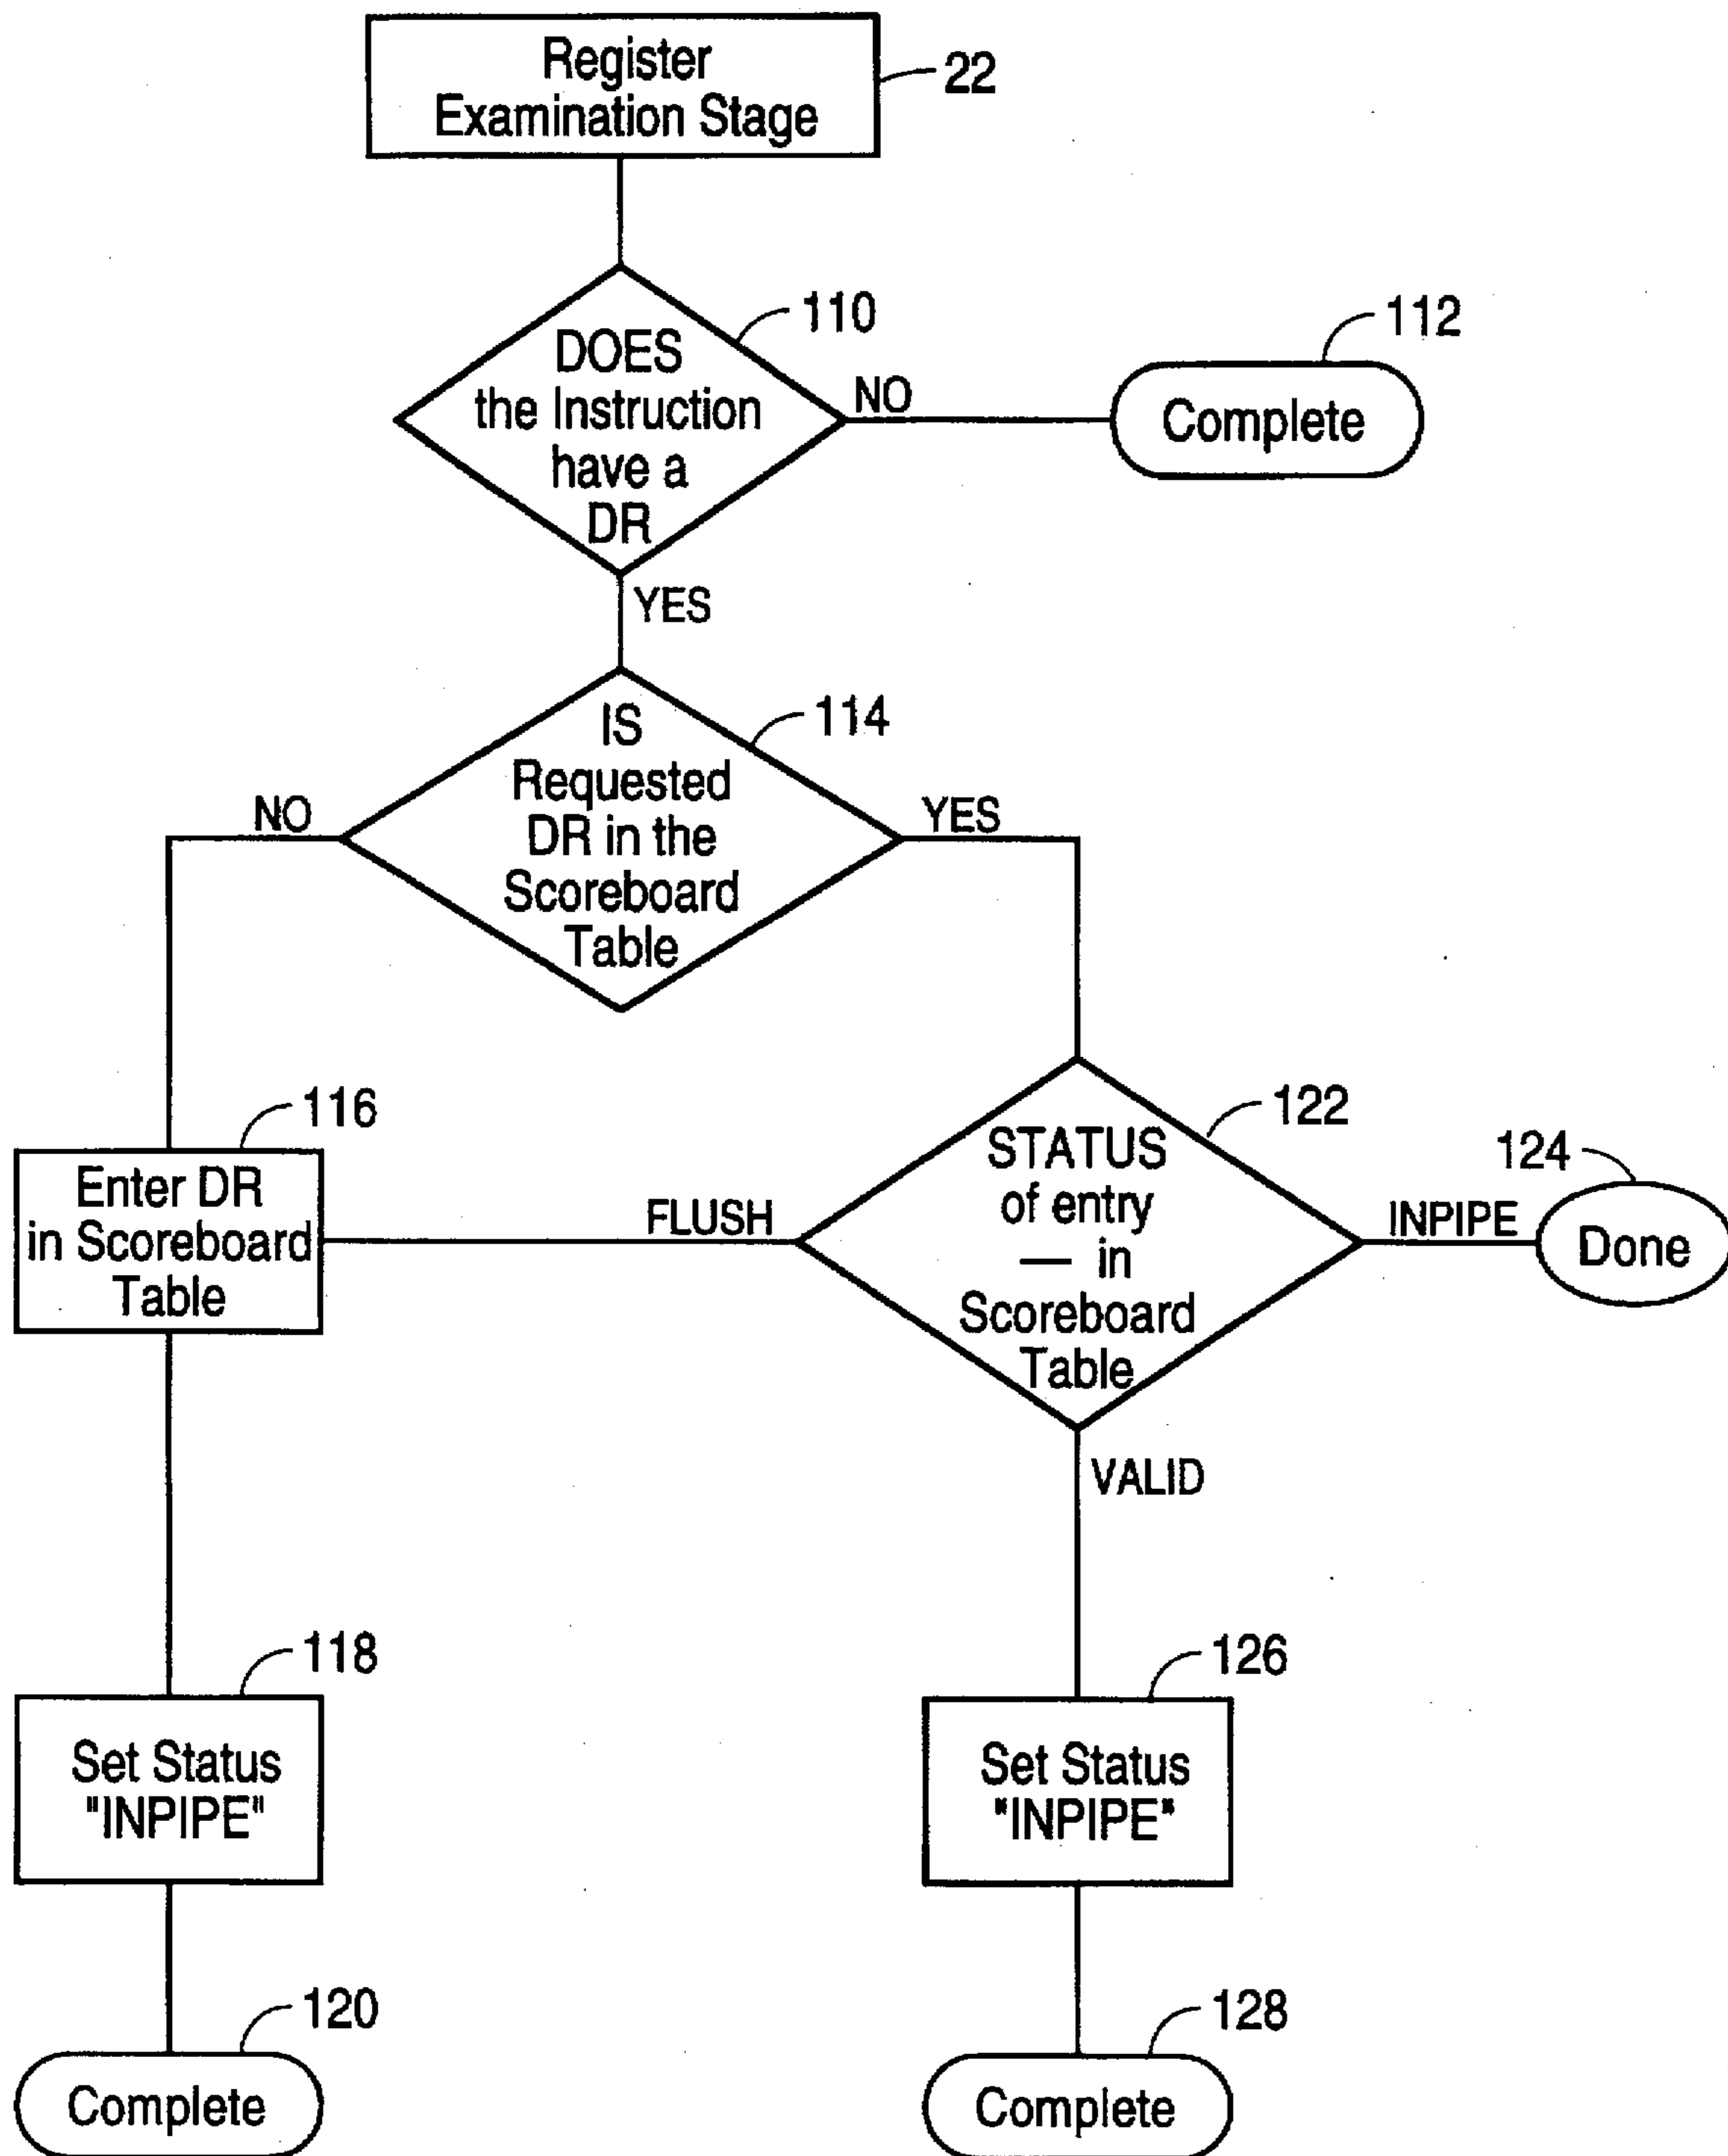 Register
Examination Stage
22
110
DOES
the Instruction
have a
DR
NO
112
Complete
YES
114
IS
Requested
DR in the
Scoreboard
Table
NO
YES
116
Enter DR
in Scoreboard
Table
FLUSH
122
STATUS
of entry
— in
Scoreboard
Table
INPIPE
124
Done
VALID
118
Set Status
"INPIPE"
126
Set Status
"INPIPE"
120
Complete
128
Complete